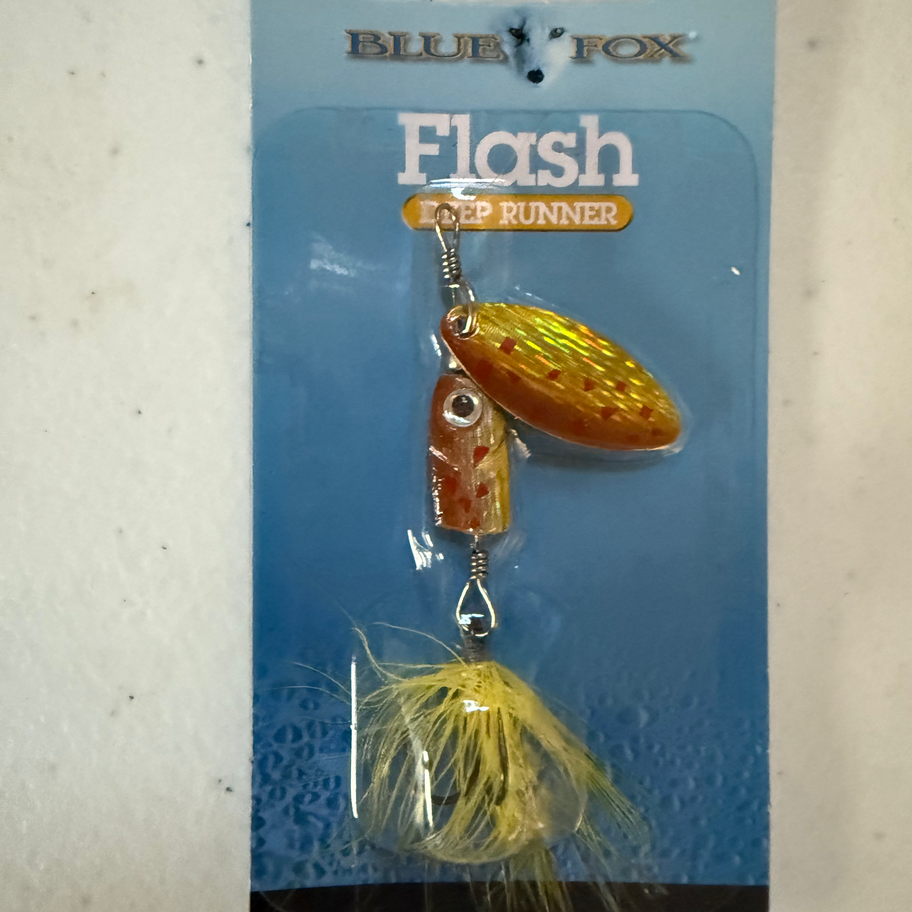 BLUE FOX
Flash
DEEP RUNNER